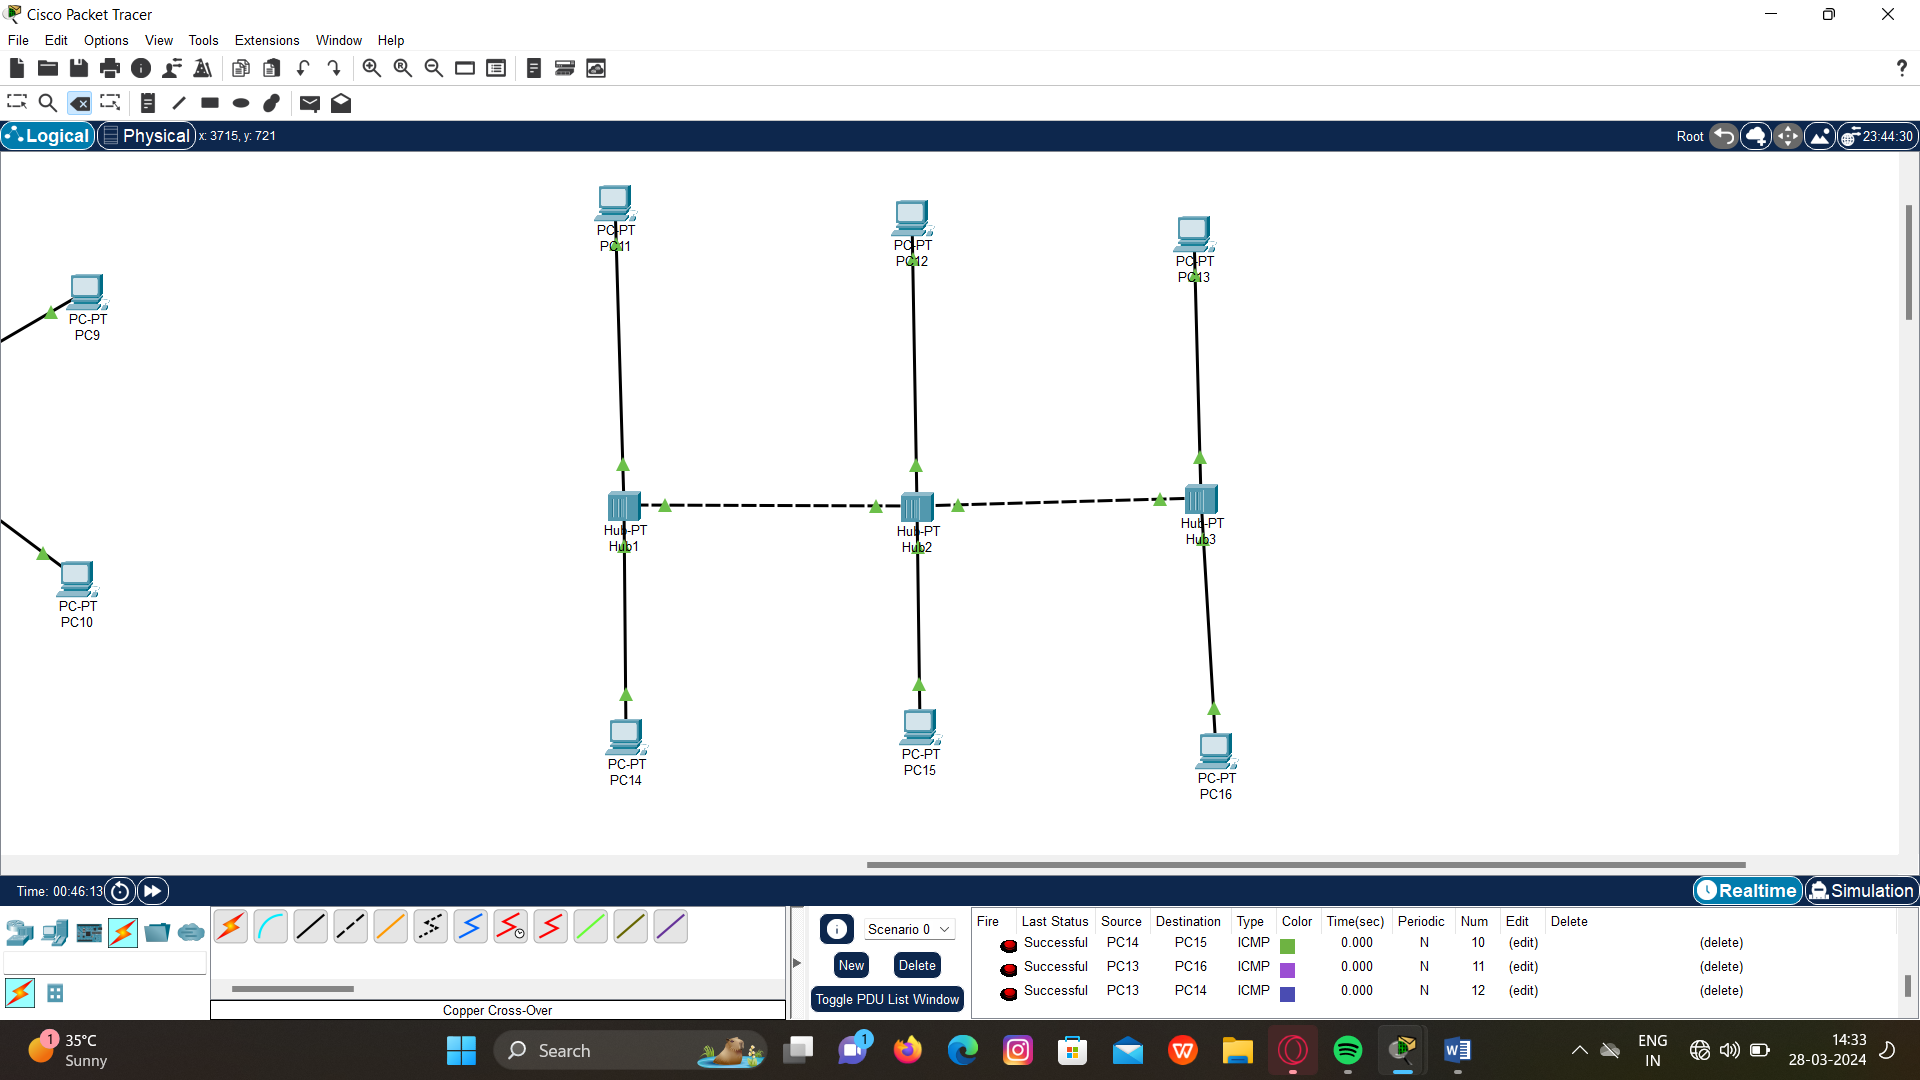 Cisco Packet Tracer
File Edit Options View Tools Extensions Window Help
?
Logical Physical x: 3715, y: 721 Root 23:44:30
PC-PT
PC11
PC-PT
PC12
PC-PT
PC13
PC-PT
PC9
Hub-PT
Hub1
Hub-PT
Hub2
Hub-PT
Hub3
PC-PT
PC10
PC-PT
PC14
PC-PT
PC15
PC-PT
PC16
Time: 00:46:13 Realtime Simulation
Scenario 0
New Delete
Toggle PDU List Window
Copper Cross-Over
Fire Last Status Source Destination Type Color Time(sec) Periodic Num Edit Delete
Successful PC14 PC15 ICMP 0.000 N 10 (edit) (delete)
Successful PC13 PC16 ICMP 0.000 N 11 (edit) (delete)
Successful PC13 PC14 ICMP 0.000 N 12 (edit) (delete)
1
35°C
Sunny
Search
1
ENG
IN
14:33
28-03-2024